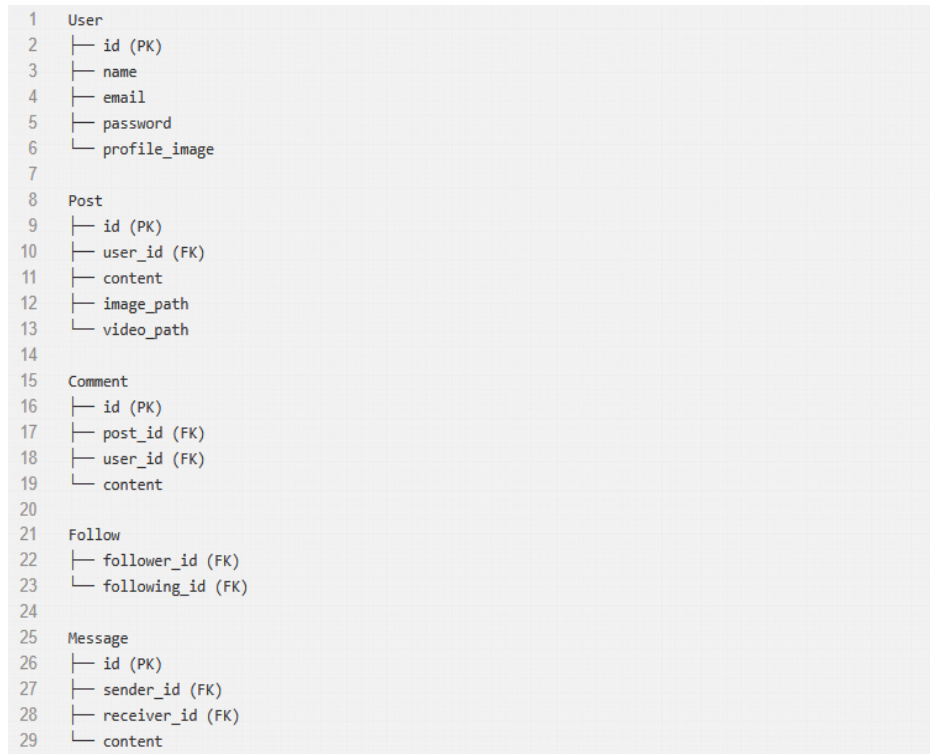 1 User
2 ├── id (PK)
3 ├── name
4 ├── email
5 ├── password
6 └── profile_image
7
8 Post
9 ├── id (PK)
10 ├── user_id (FK)
11 ├── content
12 ├── image_path
13 └── video_path
14
15 Comment
16 ├── id (PK)
17 ├── post_id (FK)
18 ├── user_id (FK)
19 └── content
20
21 Follow
22 ├── follower_id (FK)
23 └── following_id (FK)
24
25 Message
26 ├── id (PK)
27 ├── sender_id (FK)
28 ├── receiver_id (FK)
29 └── content